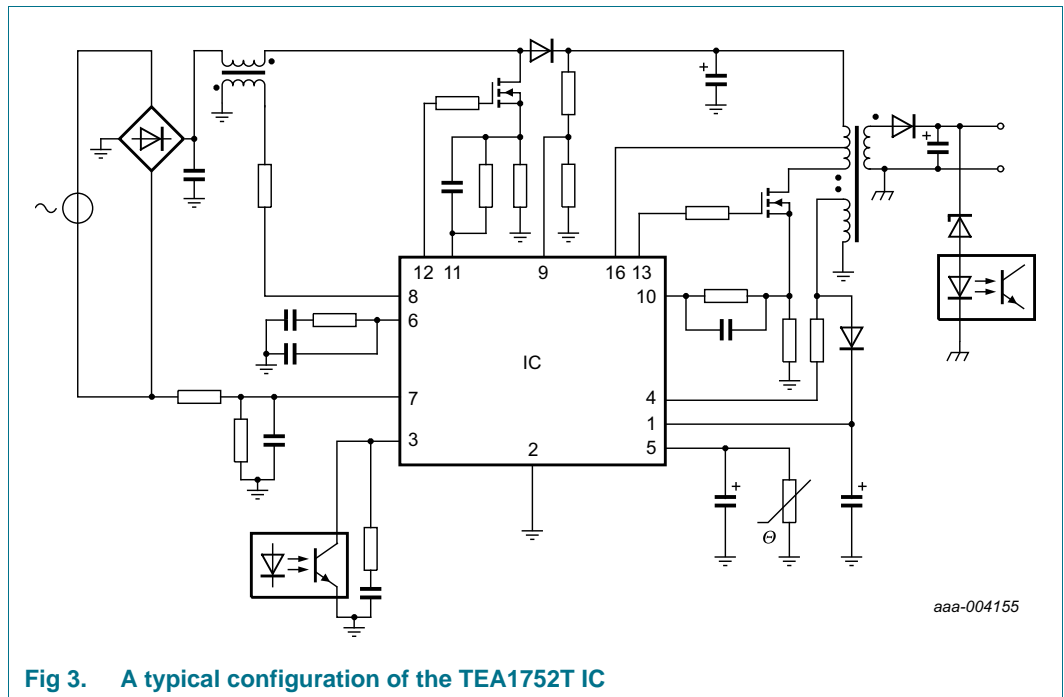 +
+
12 11 9 16 13
8 10
6
IC
7 4
1
3 2 5
+ +
Θ
aaa-004155
Fig 3. A typical configuration of the TEA1752T IC